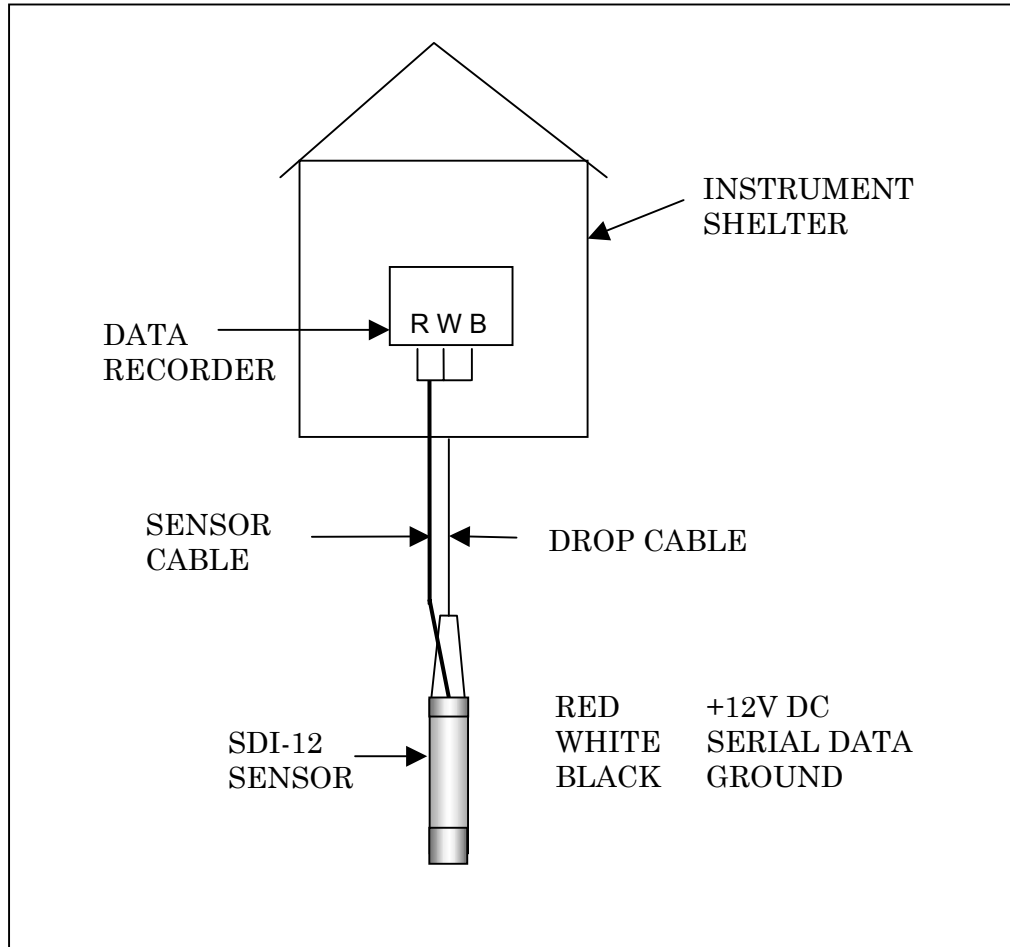 INSTRUMENT
SHELTER
R W B
DATA
RECORDER
SENSOR
CABLE
DROP CABLE
SDI-12
SENSOR
RED +12V DC
WHITE SERIAL DATA
BLACK GROUND